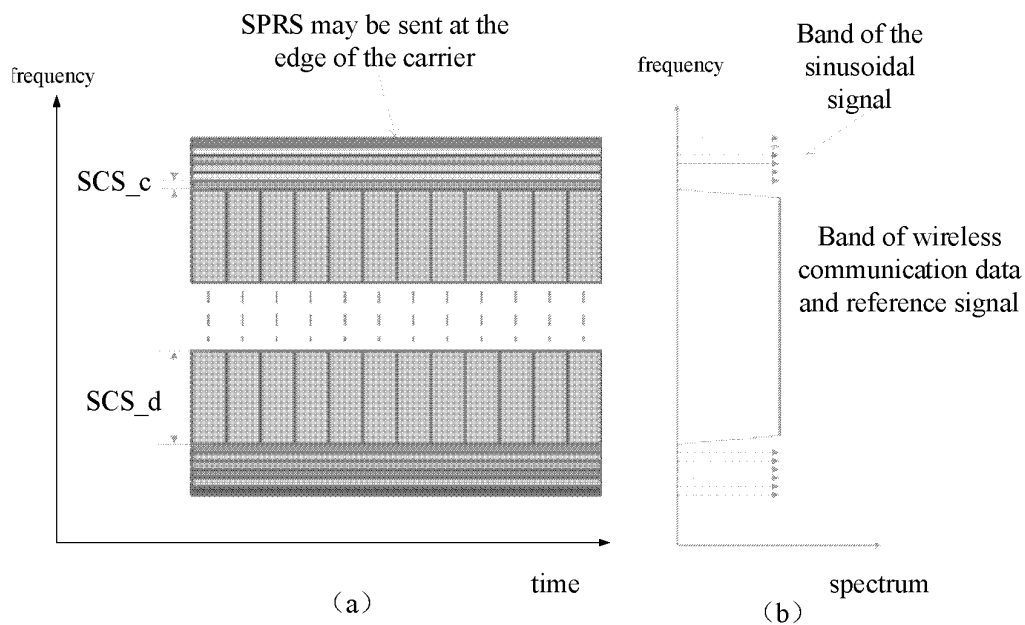 SPRS may be sent at the
edge of the carrier
frequency
SCS_c
SCS_d
time
（a）
frequency
Band of the
sinusoidal
signal
Band of wireless
communication data
and reference signal
spectrum
（b）